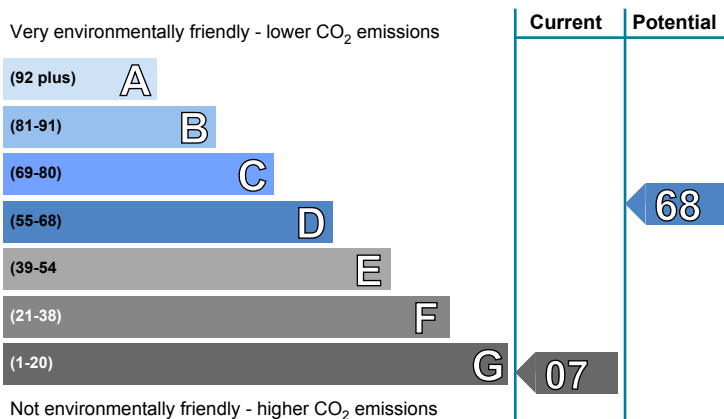 Very environmentally friendly - lower CO₂ emissions
Current
Potential
(92 plus) A
(81-91) B
(69-80) C
(55-68) D
68
(39-54 E
(21-38) F
(1-20) G
07
Not environmentally friendly - higher CO₂ emissions